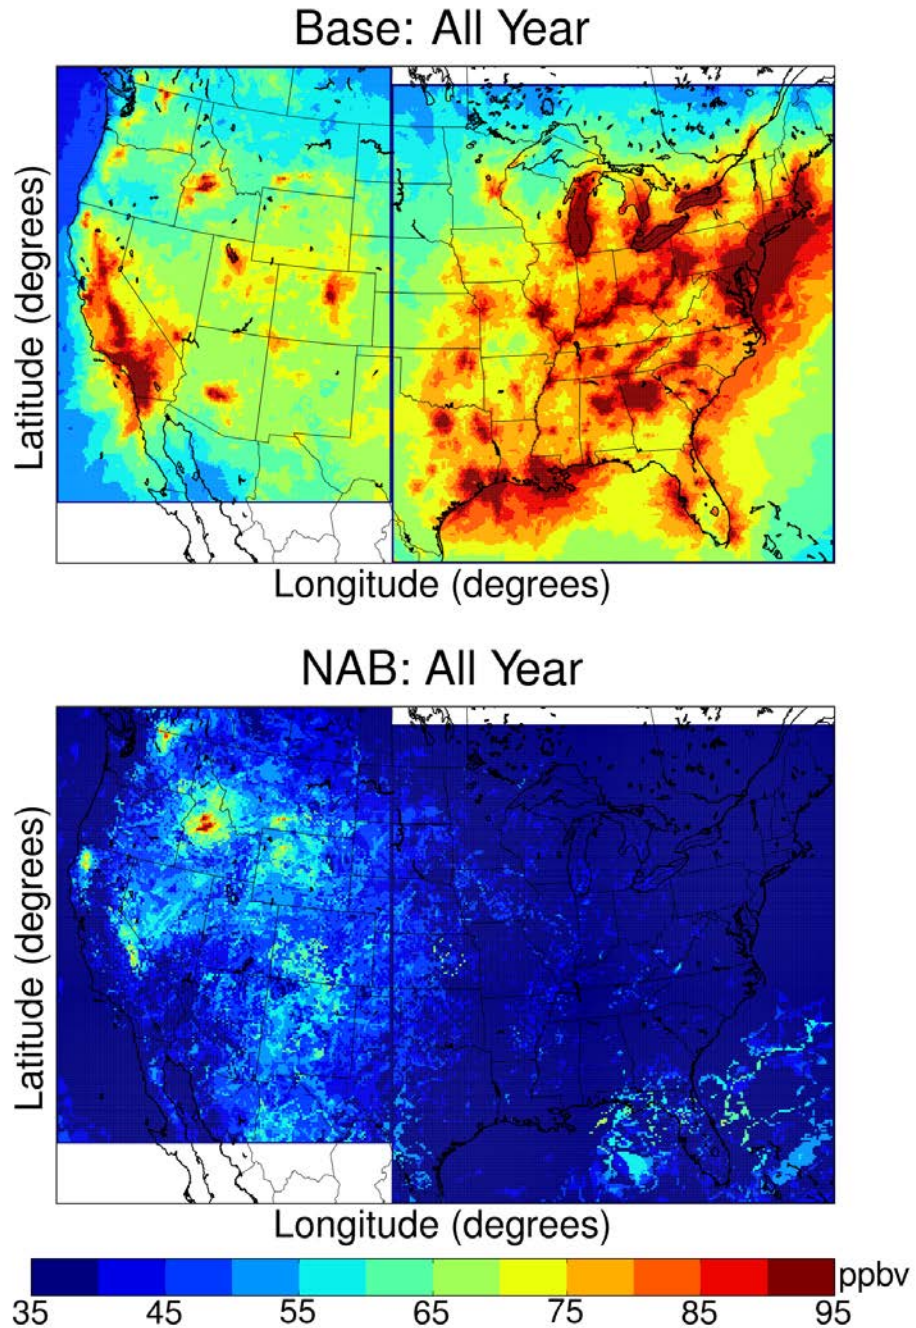 Base: All Year
Latitude (degrees)
Longitude (degrees)
NAB: All Year
Latitude (degrees)
Longitude (degrees)
ppbv
35 45 55 65 75 85 95